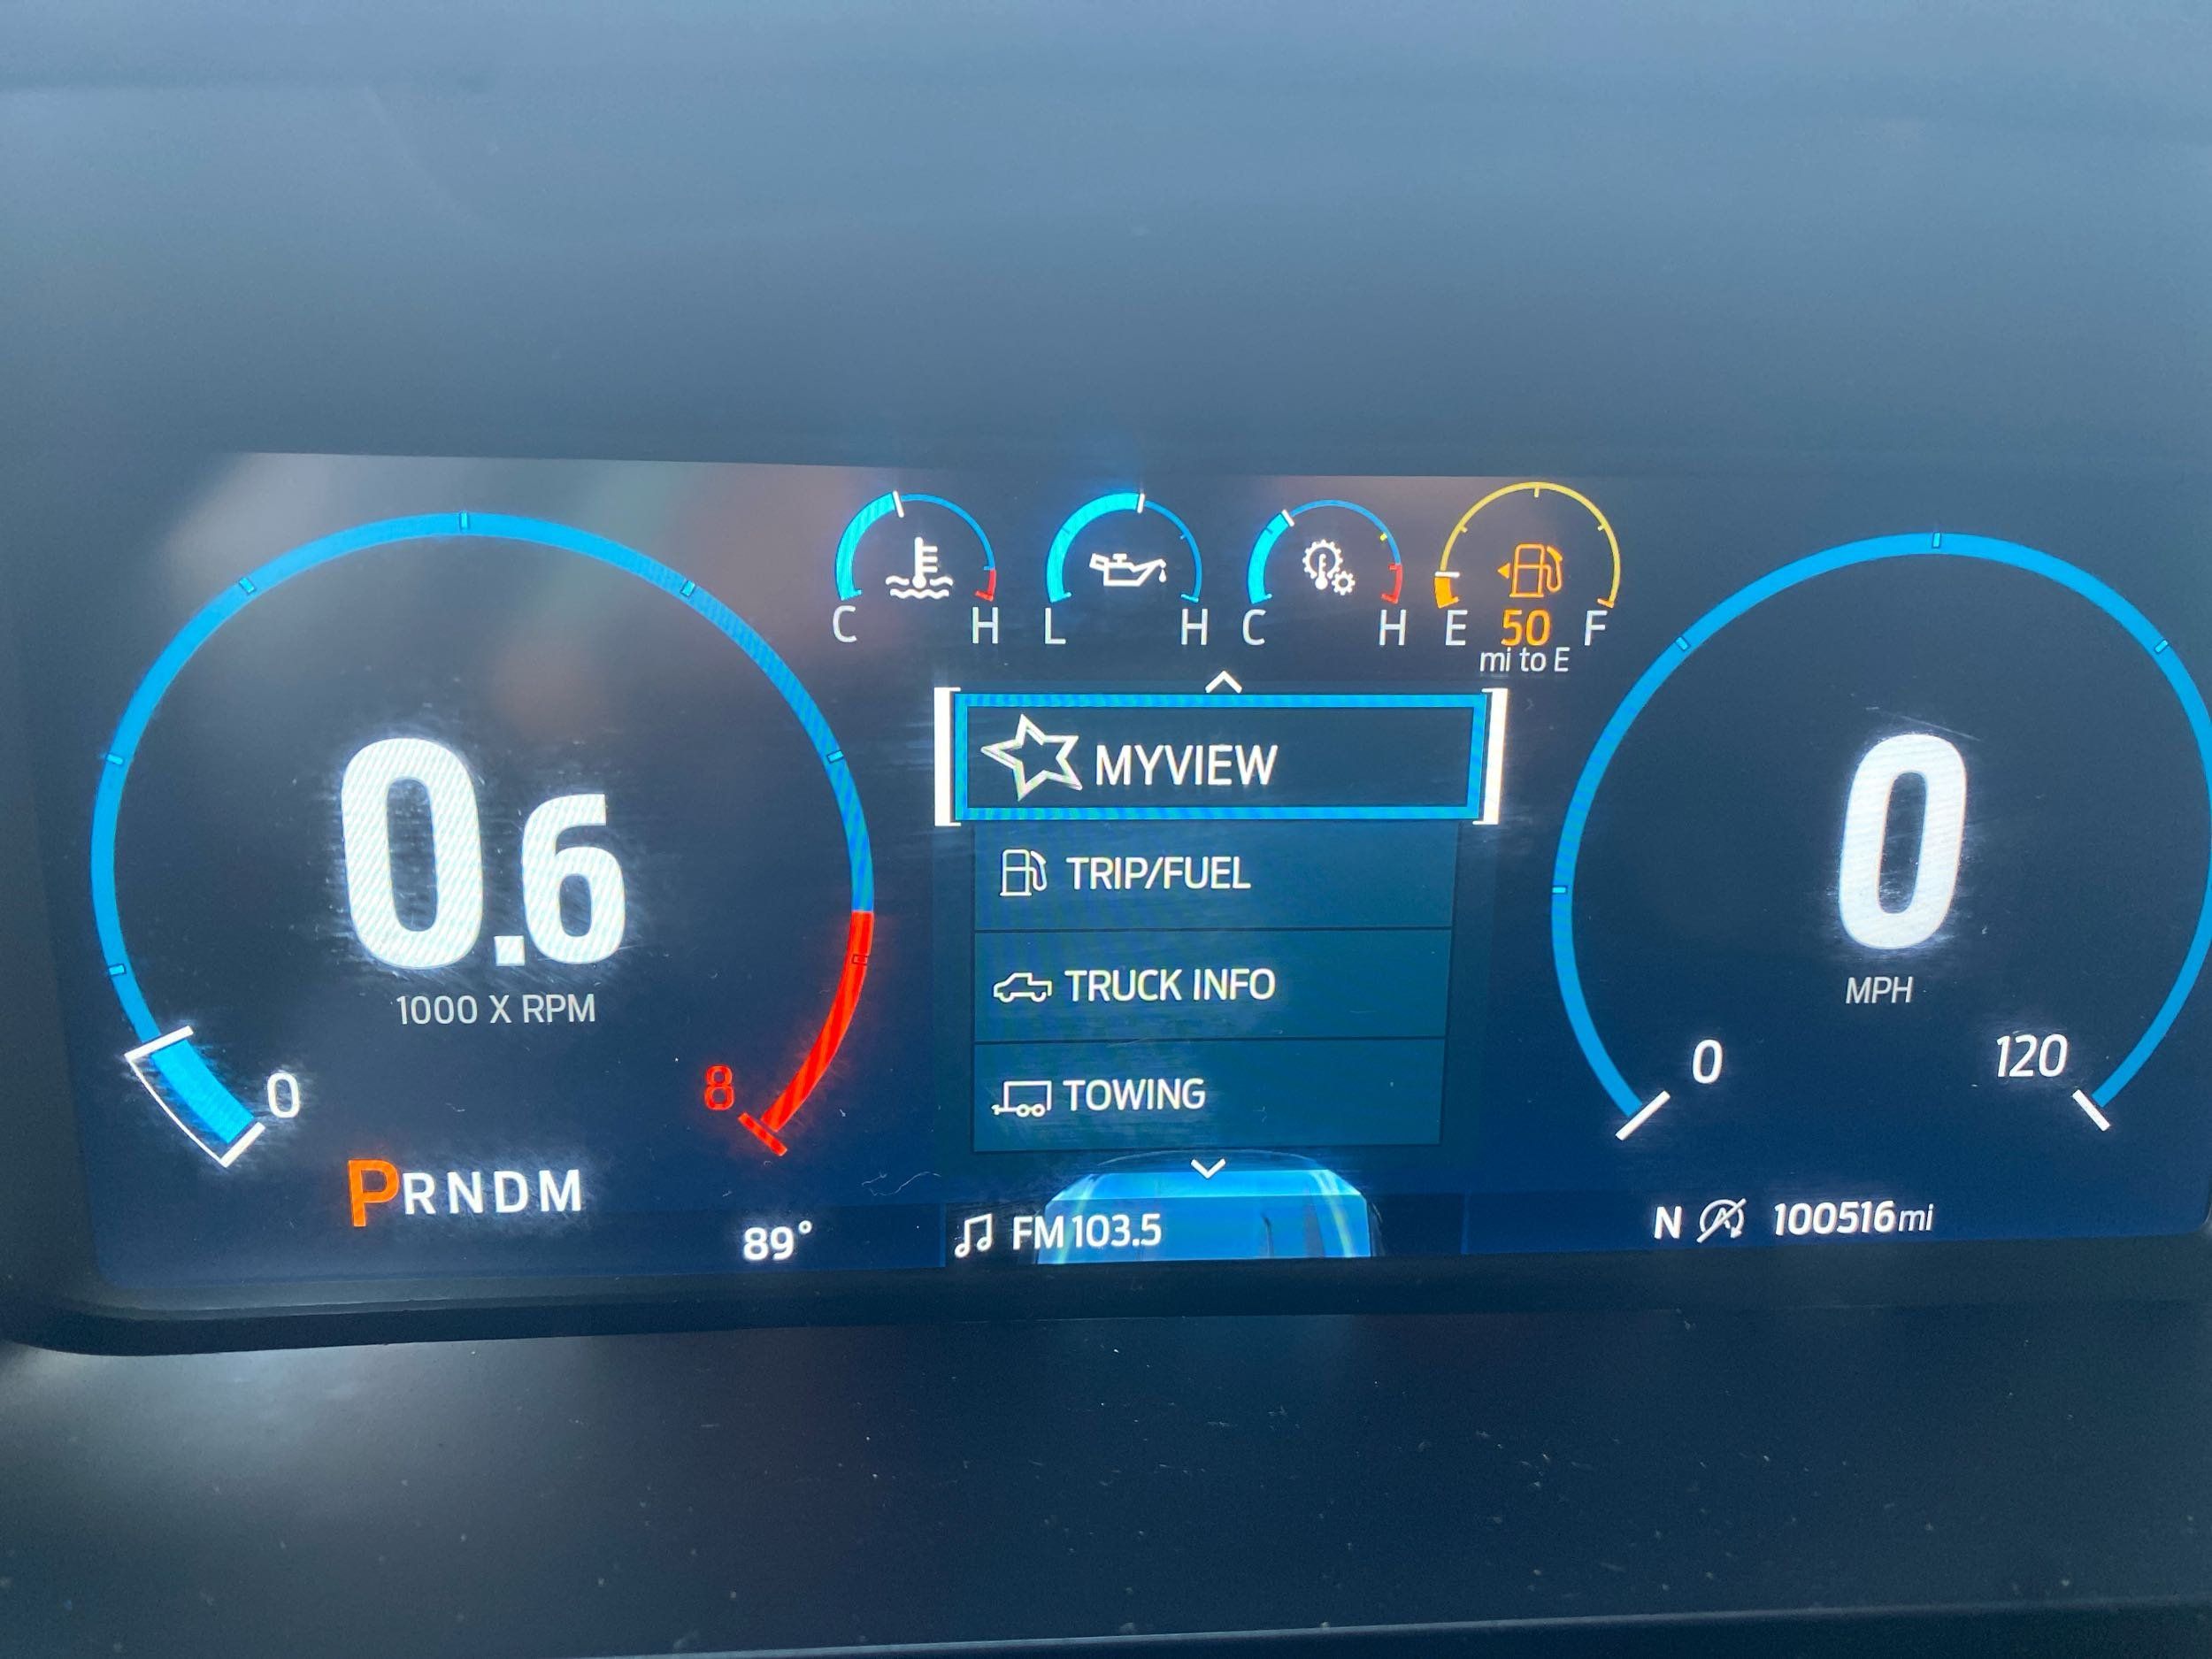 C H L H C H E 50 F
mi to E
MYVIEW
TRIP/FUEL
TRUCK INFO
TOWING
0.6
1000 X RPM
0 8
PRNDM
89°
FM 103.5
0
MPH
0 120
N 100516mi